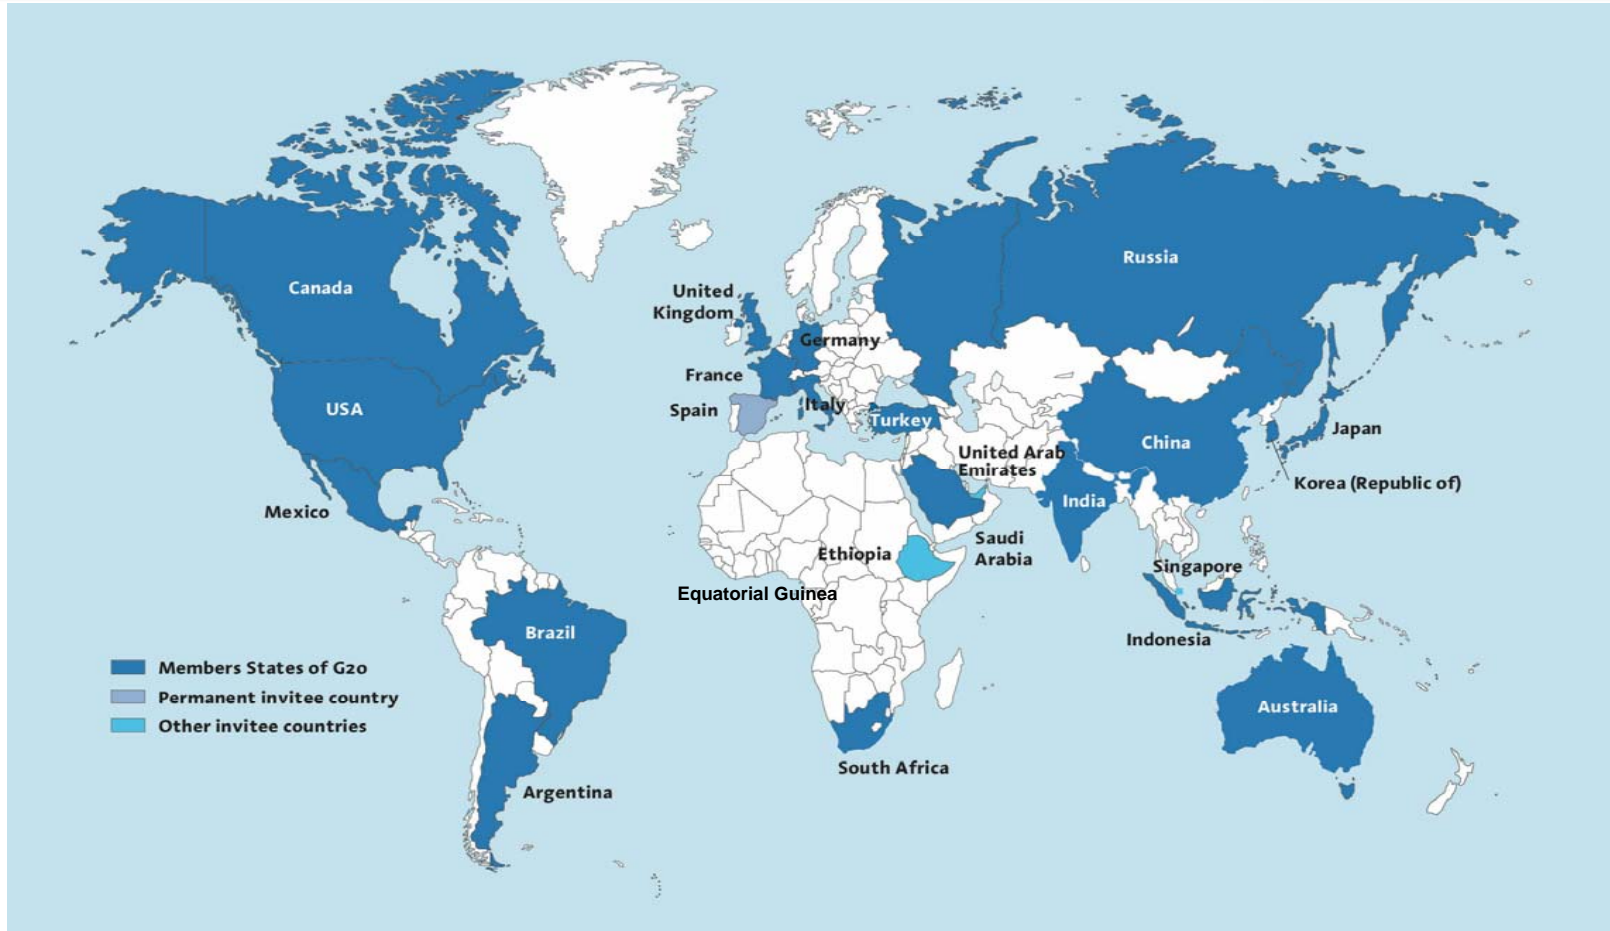 Canada
Russia
United
Kingdom
Germany
France
USA
Spain
Italy
Turkey
Japan
China
United Arab
Emirates
Korea (Republic of)
India
Mexico
Saudi
Arabia
Ethiopia
Singapore
Equatorial Guinea
Brazil
Indonesia
Members States of G20
Permanent invitee country
Other invitee countries
Australia
South Africa
Argentina